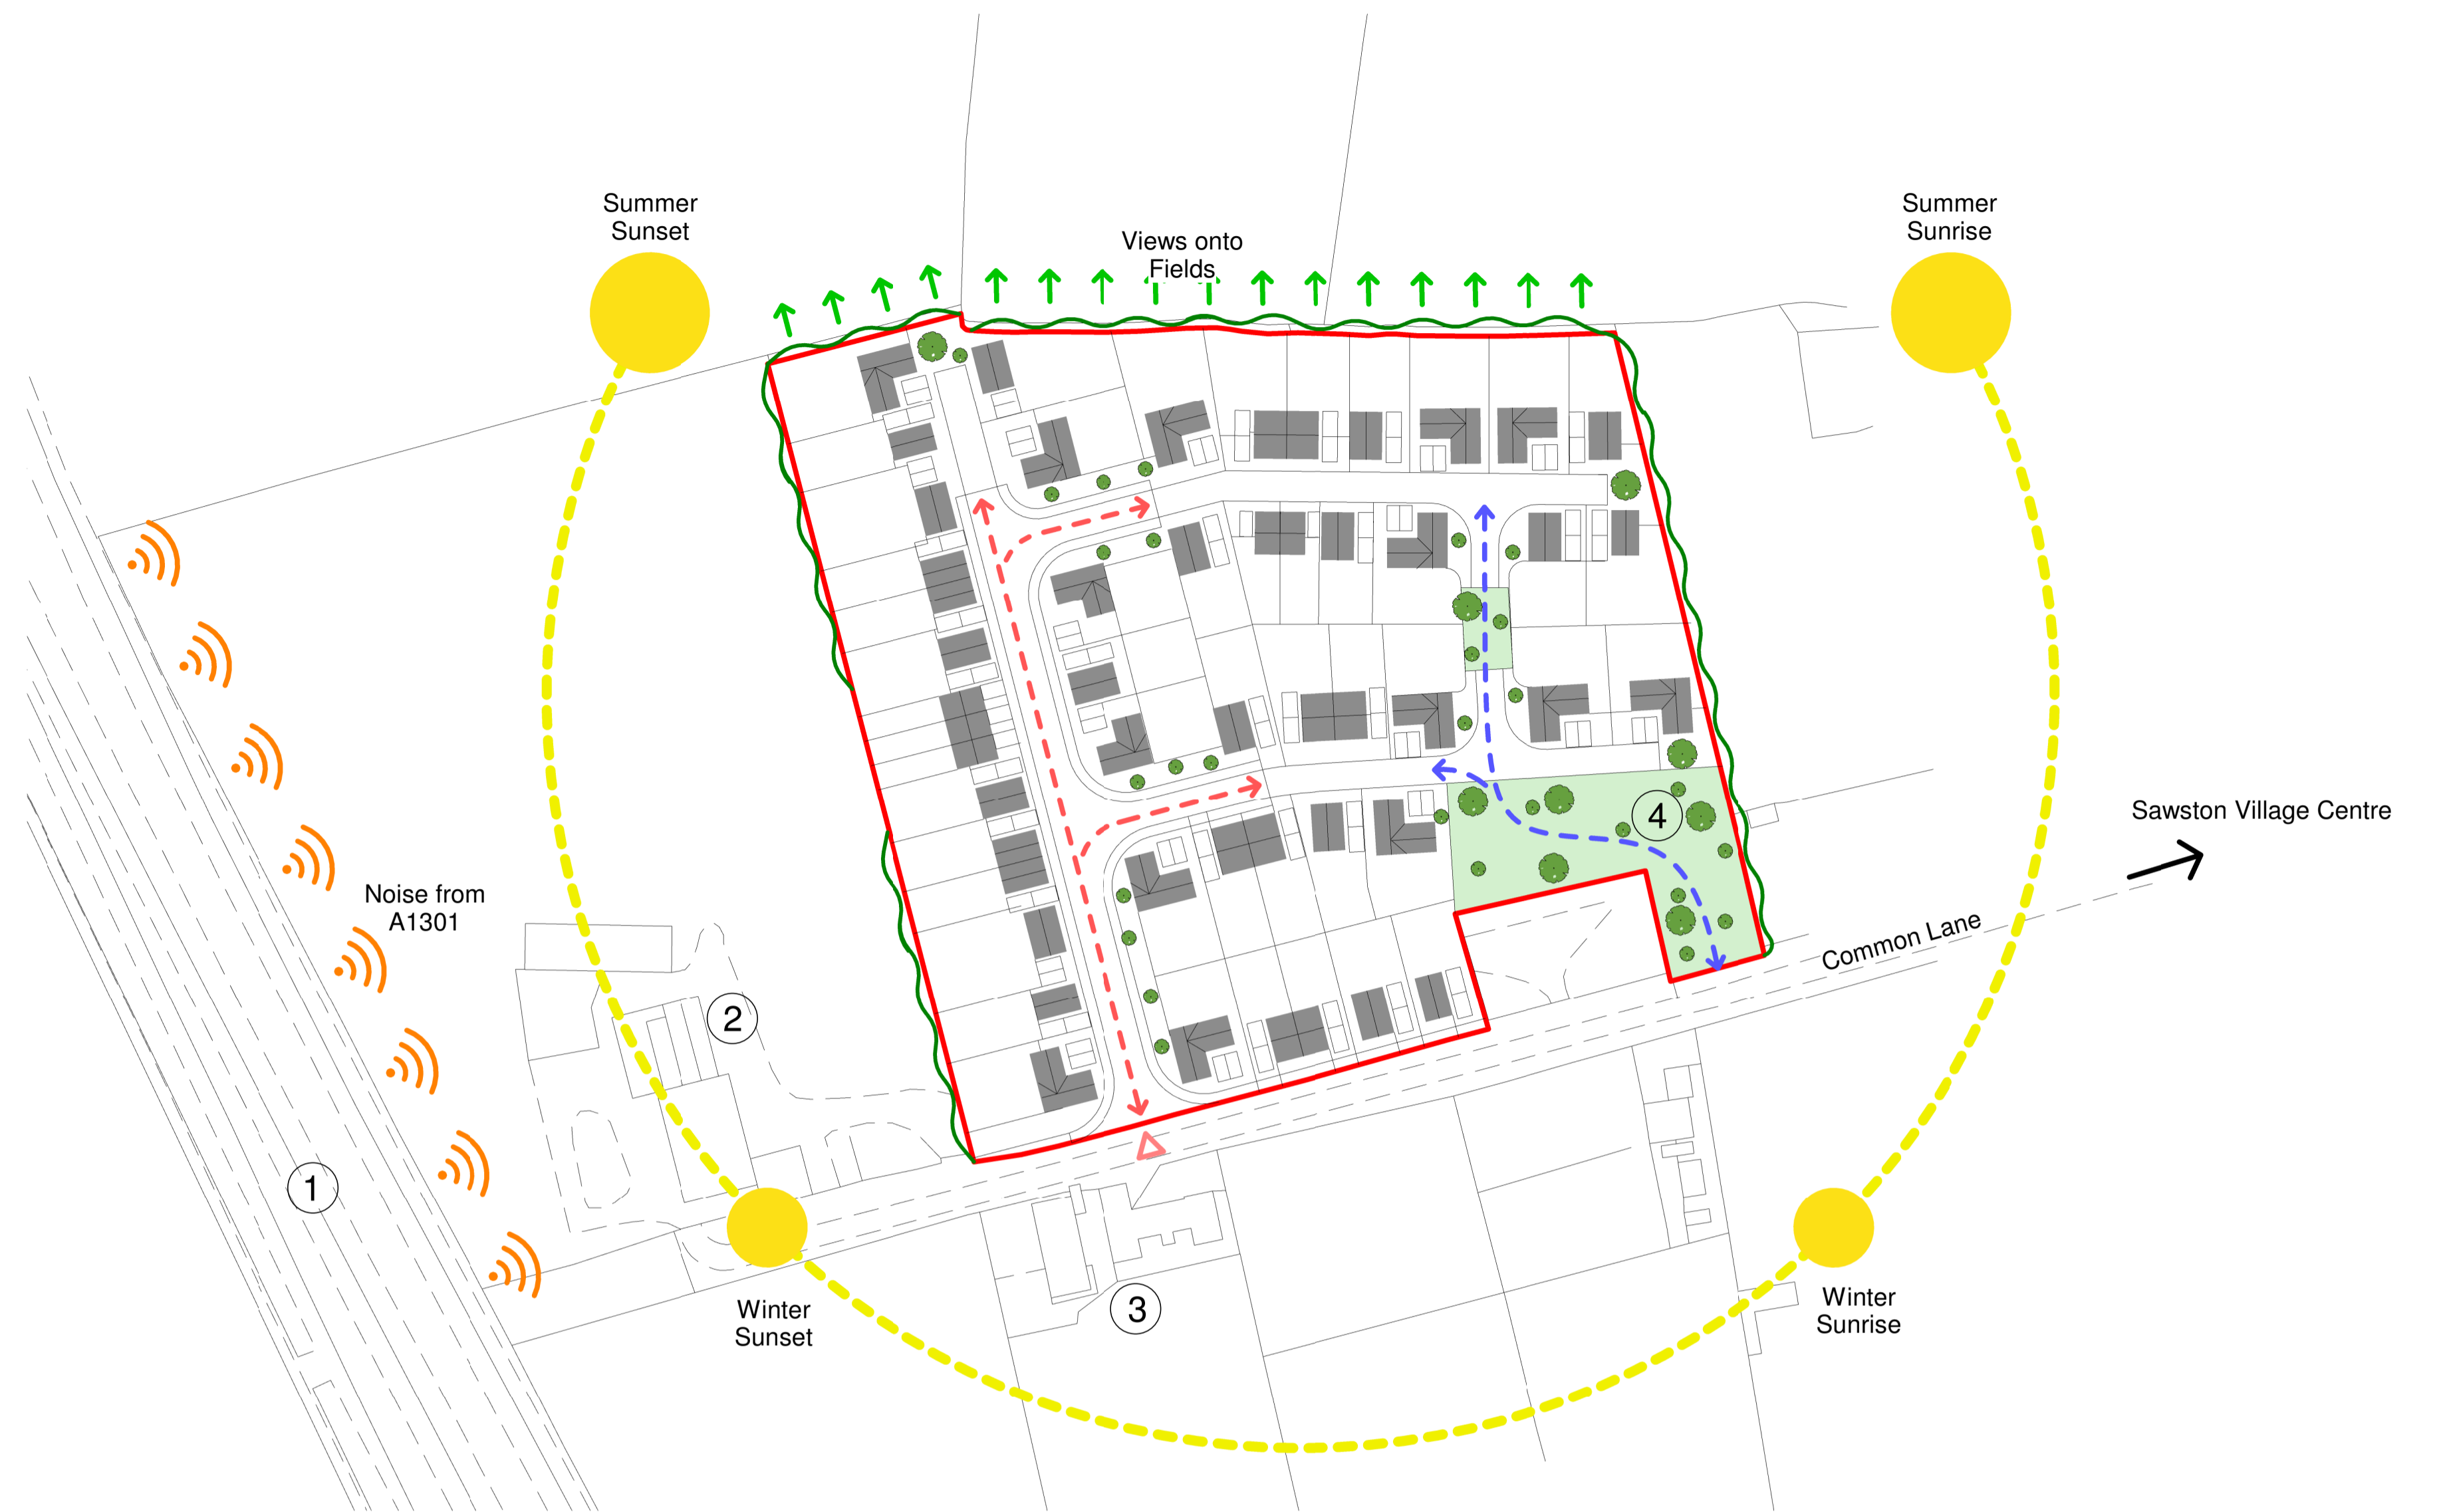 Summer
Sunset
Summer
Sunrise
Views onto
Fields
Sawston Village Centre
4
Noise from
A1301
Common Lane
2
1
3
Winter
Sunset
Winter
Sunrise